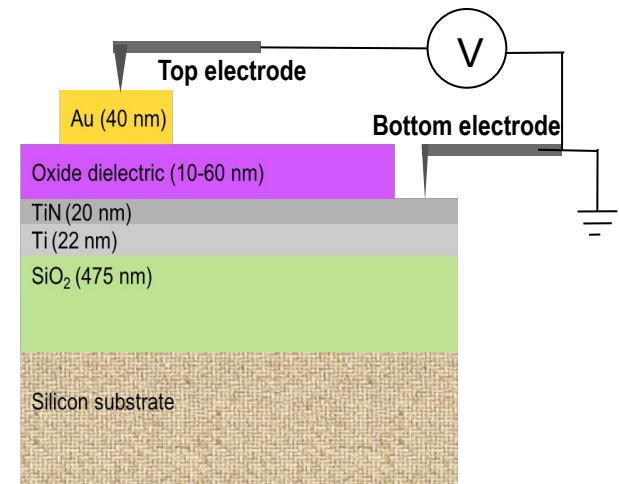 V
Top electrode
Au (40 nm)
Bottom electrode
Oxide dielectric (10-60 nm)
TiN (20 nm)
Ti (22 nm)
SiO₂ (475 nm)
Silicon substrate